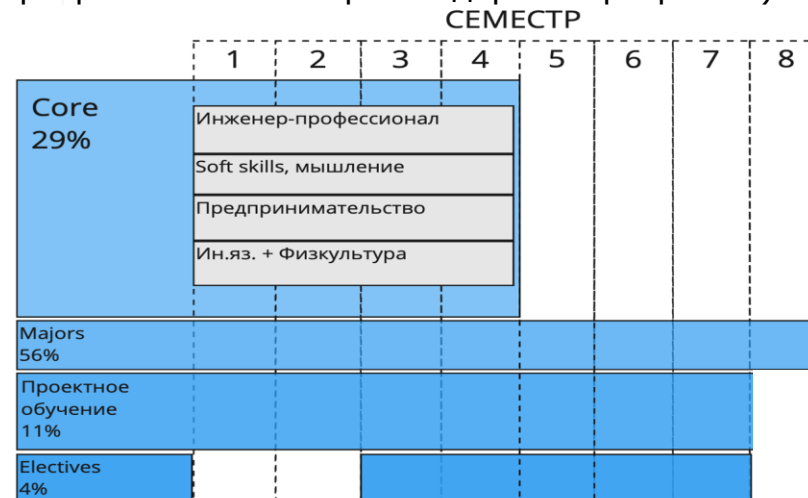 СЕМЕСТР
1 2 3 4 5 6 7 8
Core
29%
Инженер-профессионал
Soft skills, мышление
Предпринимательство
Ин.яз. + Физкультура
Majors
56%
Проектное
обучение
11%
Electives
4%